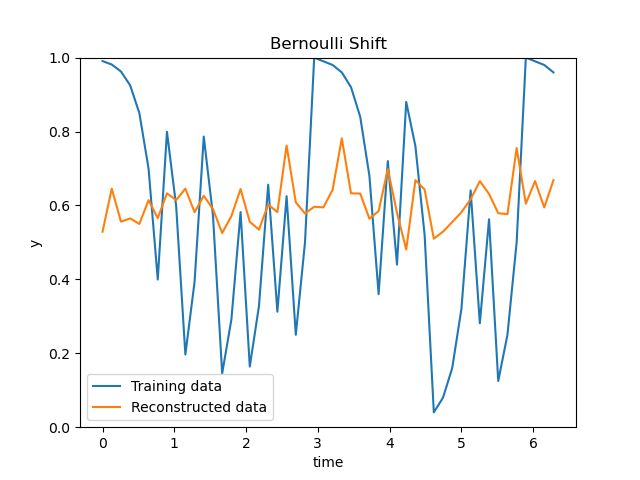 Bernoulli Shift
1.0
0.8
0.6
0.4
0.2
0.0
y
Training data
Reconstructed data
0 1 2 3 4 5 6
time